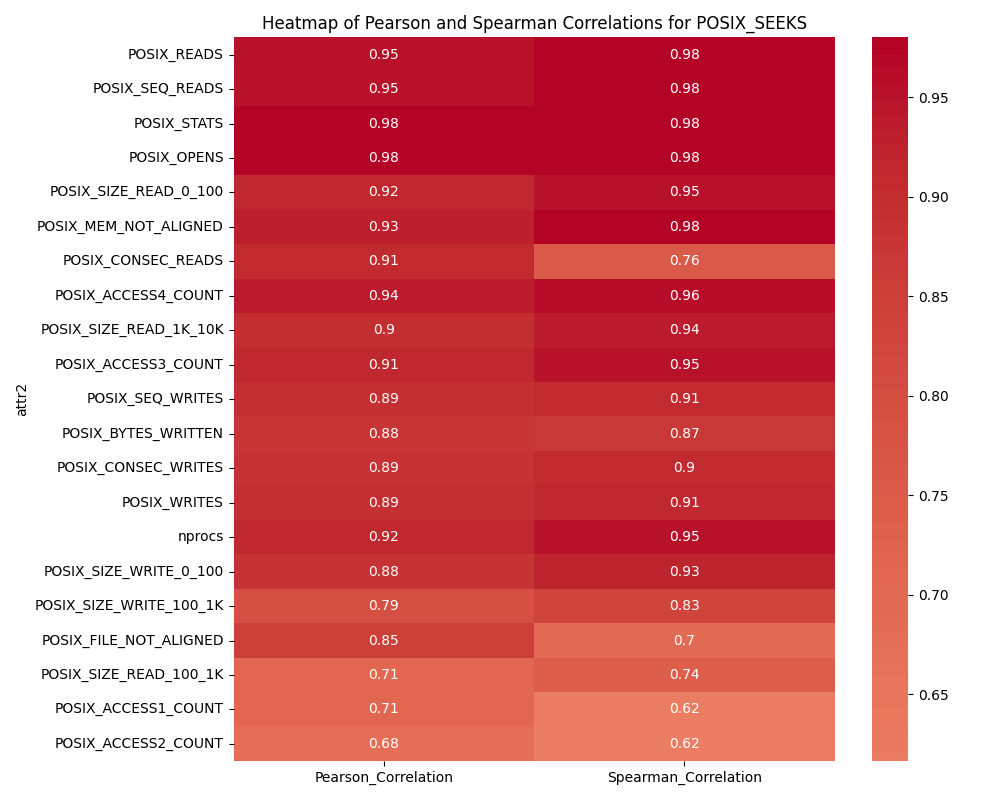 Heatmap of Pearson and Spearman Correlations for POSIX_SEEKS
POSIX_READS 0.95 0.98
POSIX_SEQ_READS 0.95 0.98
POSIX_STATS 0.98 0.98
POSIX_OPENS 0.98 0.98
POSIX_SIZE_READ_0_100 0.92 0.95
POSIX_MEM_NOT_ALIGNED 0.93 0.98
POSIX_CONSEC_READS 0.91 0.76
POSIX_ACCESS4_COUNT 0.94 0.96
POSIX_SIZE_READ_1K_10K 0.9 0.94
POSIX_ACCESS3_COUNT 0.91 0.95
POSIX_SEQ_WRITES 0.89 0.91
POSIX_BYTES_WRITTEN 0.88 0.87
POSIX_CONSEC_WRITES 0.89 0.9
POSIX_WRITES 0.89 0.91
nprocs 0.92 0.95
POSIX_SIZE_WRITE_0_100 0.88 0.93
POSIX_SIZE_WRITE_100_1K 0.79 0.83
POSIX_FILE_NOT_ALIGNED 0.85 0.7
POSIX_SIZE_READ_100_1K 0.71 0.74
POSIX_ACCESS1_COUNT 0.71 0.62
POSIX_ACCESS2_COUNT 0.68 0.62
attr2
Pearson_Correlation Spearman_Correlation
0.95
0.90
0.85
0.80
0.75
0.70
0.65